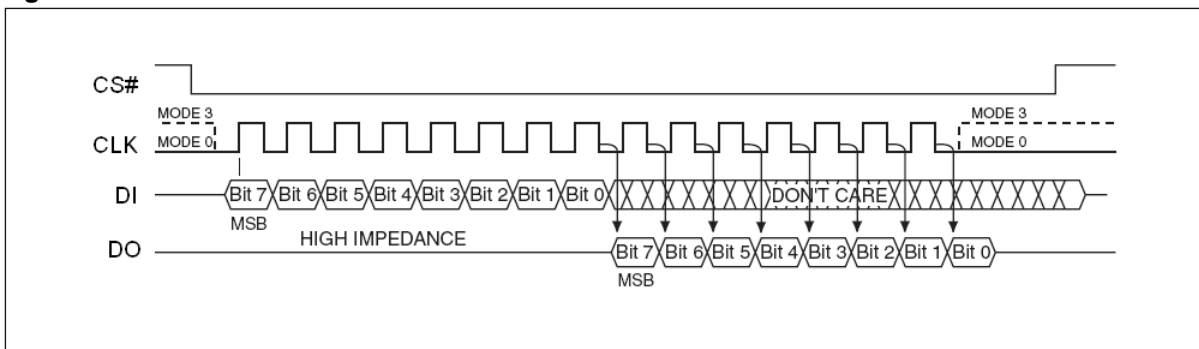 CS#
MODE 3 MODE 3
CLK MODE 0 MODE 0
DI Bit 7 Bit 6 Bit 5 Bit 4 Bit 3 Bit 2 Bit 1 Bit 0 DON'T CARE
MSB
HIGH IMPEDANCE
DO Bit 7 Bit 6 Bit 5 Bit 4 Bit 3 Bit 2 Bit 1 Bit 0
MSB